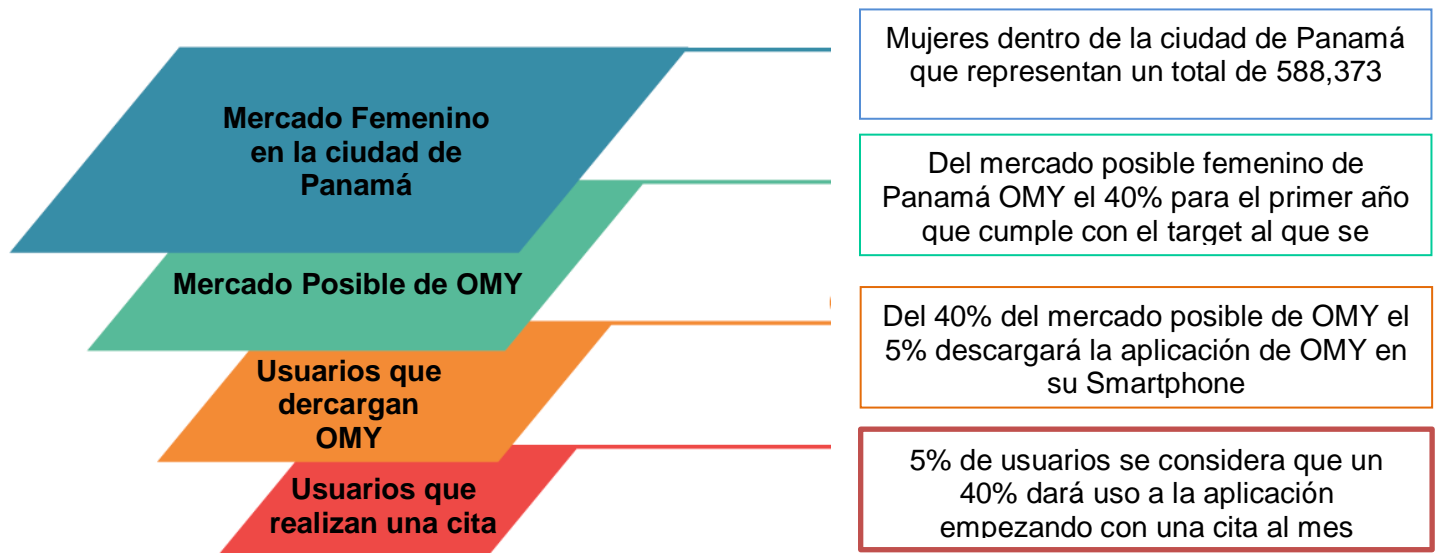 Mercado Femenino
en la ciudad de
Panamá
Mujeres dentro de la ciudad de Panamá
que representan un total de 588,373
Mercado Posible de OMY
Del mercado posible femenino de
Panamá OMY el 40% para el primer año
que cumple con el target al que se
Usuarios que
dercargan
OMY
Del 40% del mercado posible de OMY el
5% descargará la aplicación de OMY en
su Smartphone
Usuarios que
realizan una cita
5% de usuarios se considera que un
40% dará uso a la aplicación
empezando con una cita al mes